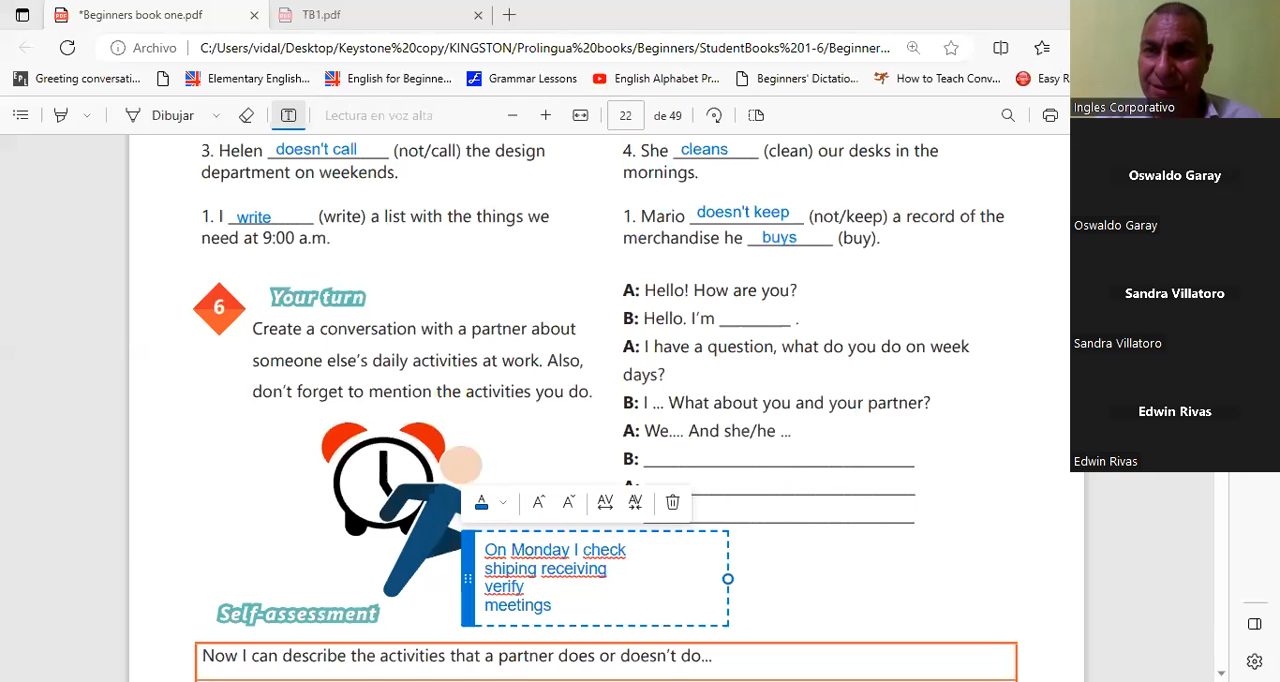 *Beginners book one.pdf
TB1.pdf
Archivo
C:/Users/vidal/Desktop/Keystone%20copy/KINGSTON/Prolingua%20books/Beginners/StudentBooks%201-6/Beginner...
Greeting conversati...
Elementary English...
English for Beginne...
Grammar Lessons
English Alphabet Pr...
Beginners' Dictatio...
How to Teach Conv...
Easy R
Dibujar
Lectura en voz alta
22
de 49
3. Helen doesn't call (not/call) the design
department on weekends.
1. I write (write) a list with the things we
need at 9:00 a.m.
4. She cleans (clean) our desks in the
mornings.
1. Mario doesn't keep (not/keep) a record of the
merchandise he buys (buy).
6
Your turn
Create a conversation with a partner about
someone else's daily activities at work. Also,
don't forget to mention the activities you do.
A: Hello! How are you?
B: Hello. I'm ________ .
A: I have a question, what do you do on week
days?
B: I ... What about you and your partner?
A: We.... And she/he ...
B: ______________________________
On Monday I check
shiping receiving
verify
meetings
Self-assessment
Now I can describe the activities that a partner does or doesn't do...
Ingles Corporativo
Oswaldo Garay
Oswaldo Garay
Sandra Villatoro
Sandra Villatoro
Edwin Rivas
Edwin Rivas